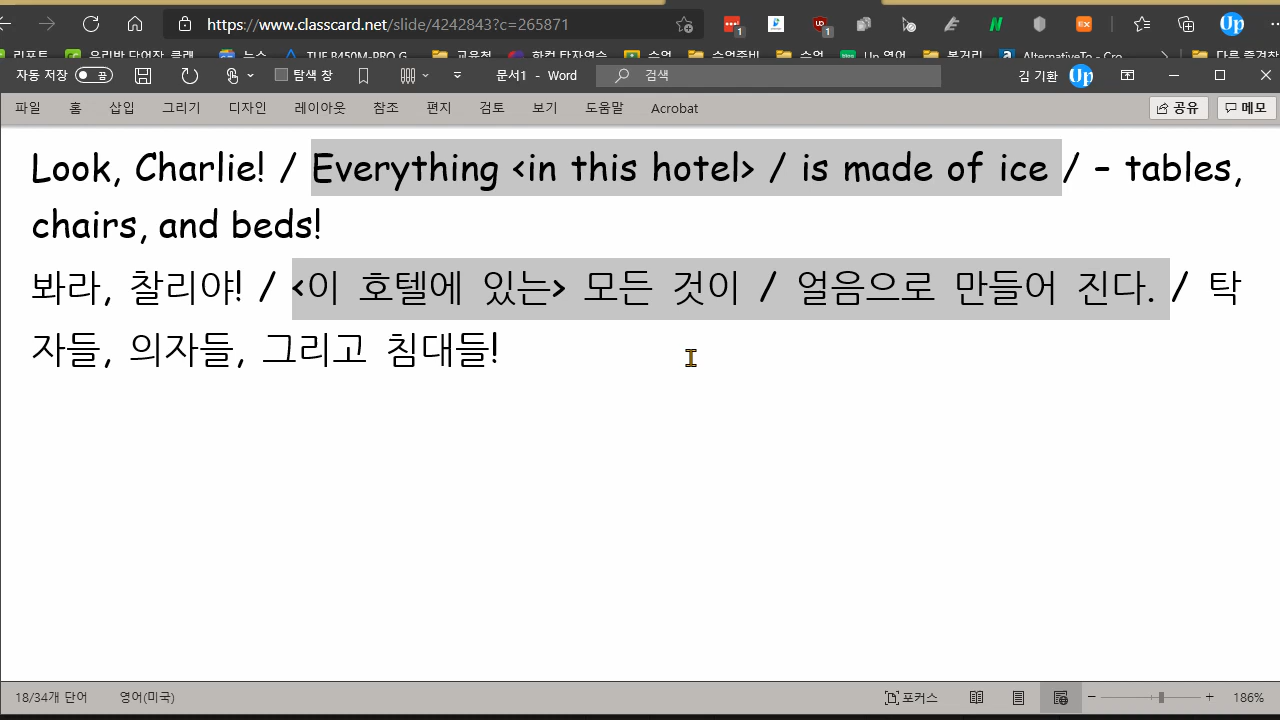 https://www.classcard.net/slide/4242843?c=265871
자동 저장 끔 탐색 창 문서1 - Word 검색 김 기환 Up
파일 홈 삽입 그리기 디자인 레이아웃 참조 편지 검토 보기 도움말 Acrobat 공유 메모
Look, Charlie! / Everything <in this hotel> / is made of ice / – tables,
chairs, and beds!
봐라, 찰리야! / <이 호텔에 있는> 모든 것이 / 얼음으로 만들어 진다. / 탁
자들, 의자들, 그리고 침대들!
18/34개 단어 영어(미국) 포커스 186%